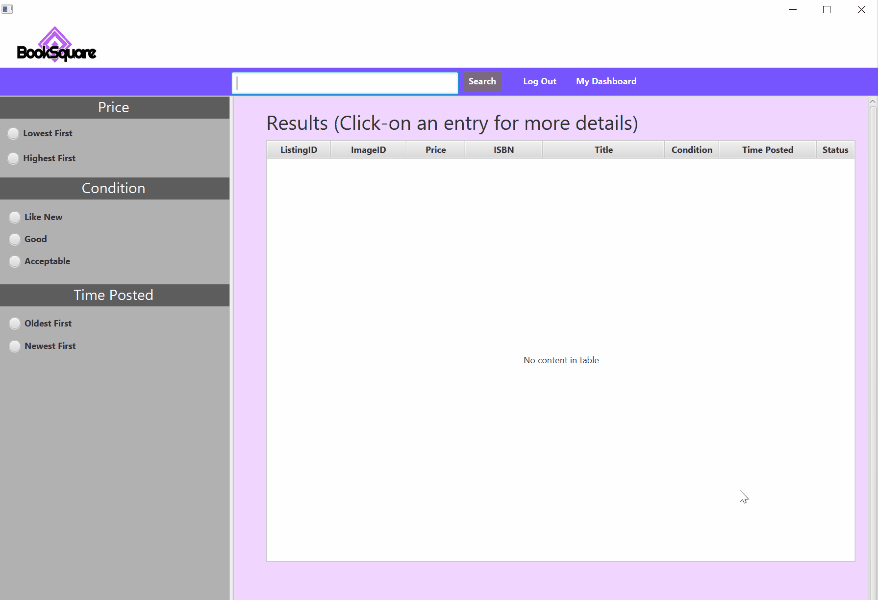 BookSquare
Search Log Out My Dashboard
Price
Lowest First
Highest First
Condition
Like New
Good
Acceptable
Time Posted
Oldest First
Newest First
Results (Click-on an entry for more details)
ListingID ImageID Price ISBN Title Condition Time Posted Status
No content in table